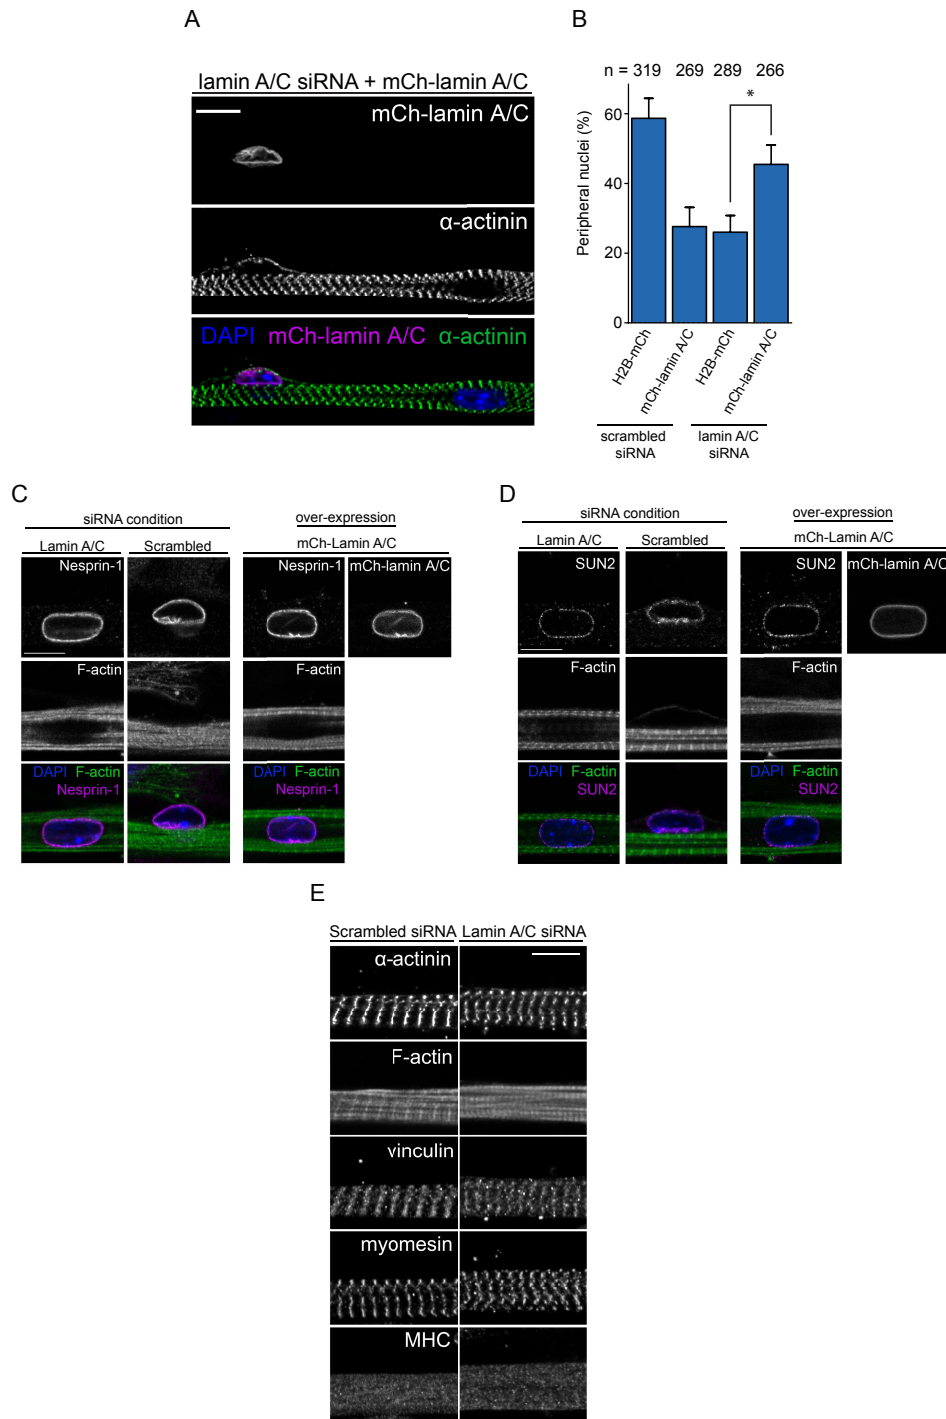 A
lamin A/C siRNA + mCh-lamin A/C
mCh-lamin A/C
α-actinin
DAPI mCh-lamin A/C α-actinin
B
n = 319 269 289 266
*
Peripheral nuclei (%)
60
40
20
0
H2B-mCh
mCh-lamin A/C
H2B-mCh
mCh-lamin A/C
scrambled siRNA
lamin A/C siRNA
C
siRNA condition
over-expression
Lamin A/C
Scrambled
mCh-Lamin A/C
Nesprin-1
Nesprin-1
mCh-lamin A/C
F-actin
F-actin
DAPI F-actin
Nesprin-1
DAPI F-actin
Nesprin-1
D
siRNA condition
over-expression
Lamin A/C
Scrambled
mCh-Lamin A/C
SUN2
SUN2
mCh-lamin A/C
F-actin
F-actin
DAPI F-actin
SUN2
DAPI F-actin
SUN2
E
Scrambled siRNA
Lamin A/C siRNA
α-actinin
F-actin
vinculin
myomesin
MHC